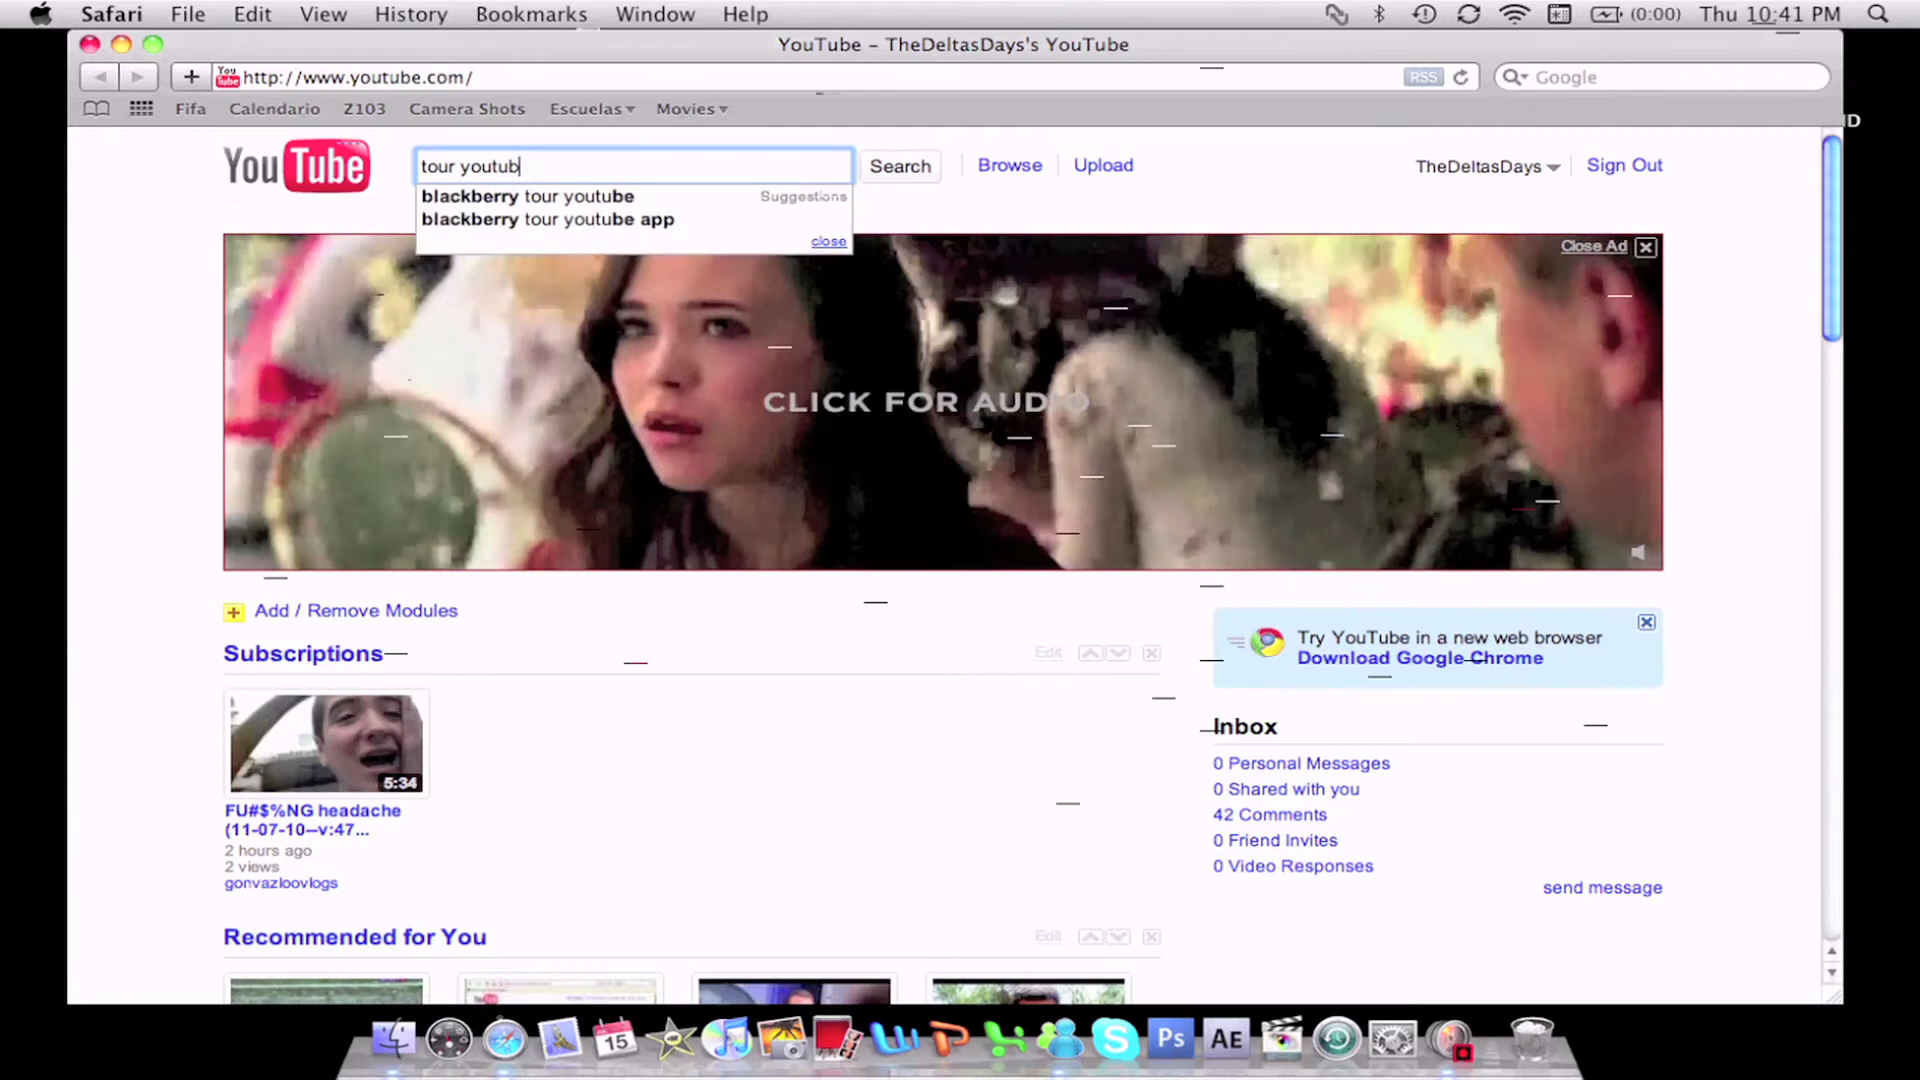 Safari File Edit View History Bookmarks Window Help (0:00) Thu 10:41 PM
YouTube – TheDeltasDays's YouTube
You Tube http://www.youtube.com/ RSS Google
Fifa Calendario Z103 Camera Shots Escuelas Movies
YouTube tour youtub Search Browse Upload TheDeltasDays Sign Out
blackberry tour youtube Suggestions
blackberry tour youtube app
close
Close Ad
CLICK FOR AUDIO
Add / Remove Modules
Try YouTube in a new web browser
Download Google Chrome
Subscriptions Edit
5:34
FU#$%NG headache
(11-07-10--v:47...
2 hours ago
2 views
gonvazloovlogs
Inbox
0 Personal Messages
0 Shared with you
42 Comments
0 Friend Invites
0 Video Responses
send message
Recommended for You Edit
15 Ps AE